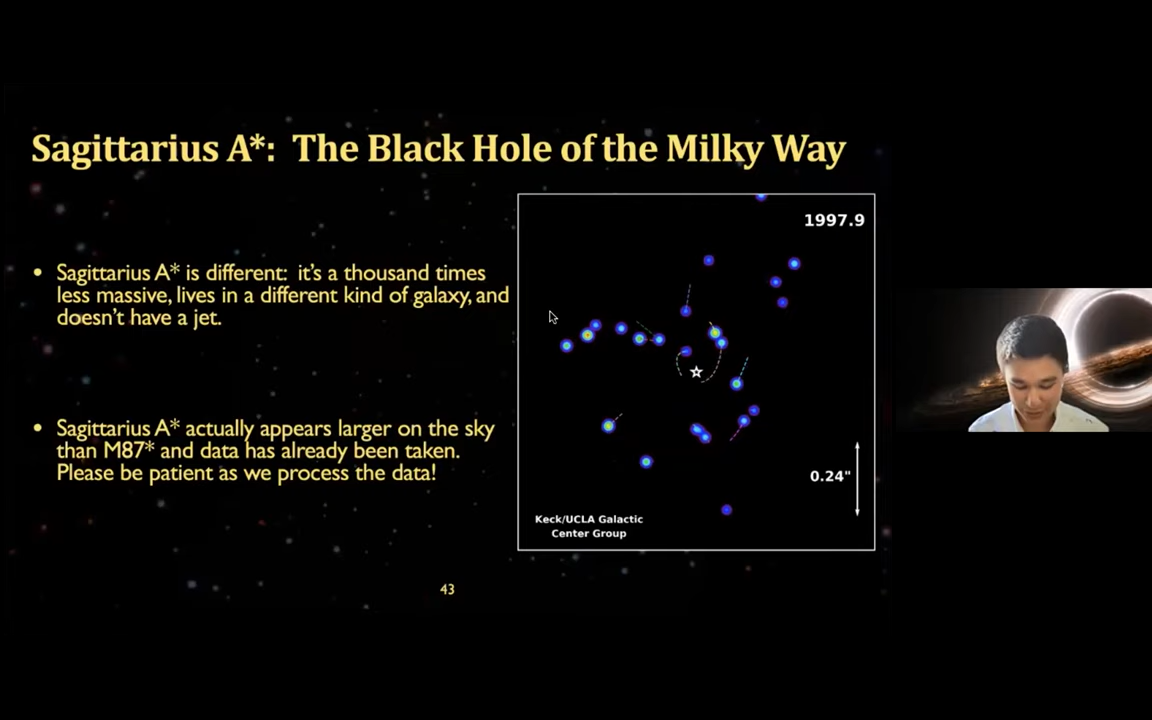 Sagittarius A*: The Black Hole of the Milky Way
• Sagittarius A* is different: it's a thousand times
less massive, lives in a different kind of galaxy, and
doesn't have a jet.
• Sagittarius A* actually appears larger on the sky
than M87* and data has already been taken.
Please be patient as we process the data!
1997.9
0.24"
Keck/UCLA Galactic
Center Group
43